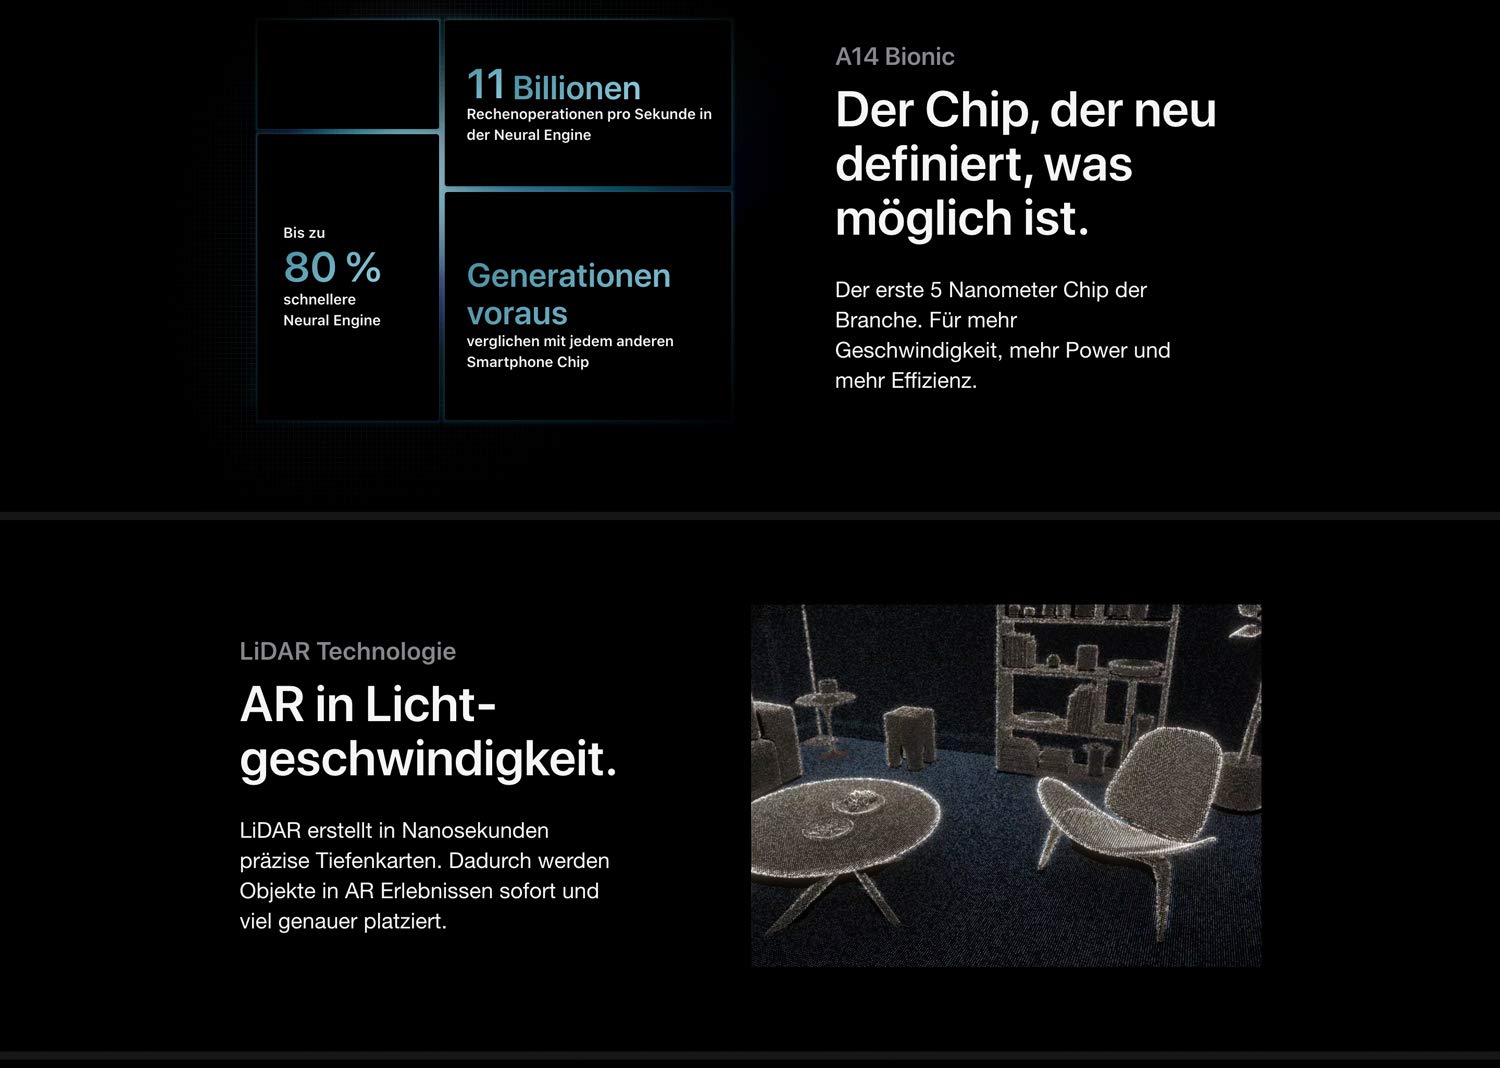 11 Billionen
Rechenoperationen pro Sekunde in
der Neural Engine
Bis zu
80 %
schnellere
Neural Engine
Generationen
voraus
verglichen mit jedem anderen
Smartphone Chip
A14 Bionic
Der Chip, der neu
definiert, was
möglich ist.
Der erste 5 Nanometer Chip der
Branche. Für mehr
Geschwindigkeit, mehr Power und
mehr Effizienz.
LiDAR Technologie
AR in Licht-
geschwindigkeit.
LiDAR erstellt in Nanosekunden
präzise Tiefenkarten. Dadurch werden
Objekte in AR Erlebnissen sofort und
viel genauer platziert.